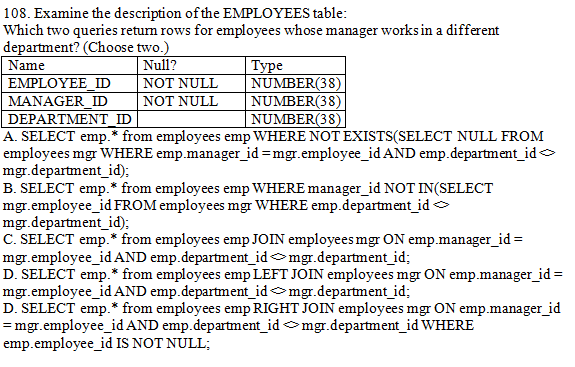 108. Examine the description of the EMPLOYEES table:
Which two queries return rows for employees whose manager works in a different
department? (Choose two.)
Name Null? Type
EMPLOYEE_ID NOT NULL NUMBER(38)
MANAGER_ID NOT NULL NUMBER(38)
DEPARTMENT_ID NUMBER(38)
A. SELECT emp.* from employees emp WHERE NOT EXISTS(SELECT NULL FROM
employees mgr WHERE emp.manager_id = mgr.employee_id AND emp.department_id <>
mgr.department_id);
B. SELECT emp.* from employees emp WHERE manager_id NOT IN(SELECT
mgr.employee_id FROM employees mgr WHERE emp.department_id <>
mgr.department_id);
C. SELECT emp.* from employees emp JOIN employees mgr ON emp.manager_id =
mgr.employee_id AND emp.department_id <> mgr.department_id;
D. SELECT emp.* from employees emp LEFT JOIN employees mgr ON emp.manager_id =
mgr.employee_id AND emp.department_id <> mgr.department_id;
D. SELECT emp.* from employees emp RIGHT JOIN employees mgr ON emp.manager_id
= mgr.employee_id AND emp.department_id <> mgr.department_id WHERE
emp.employee_id IS NOT NULL;